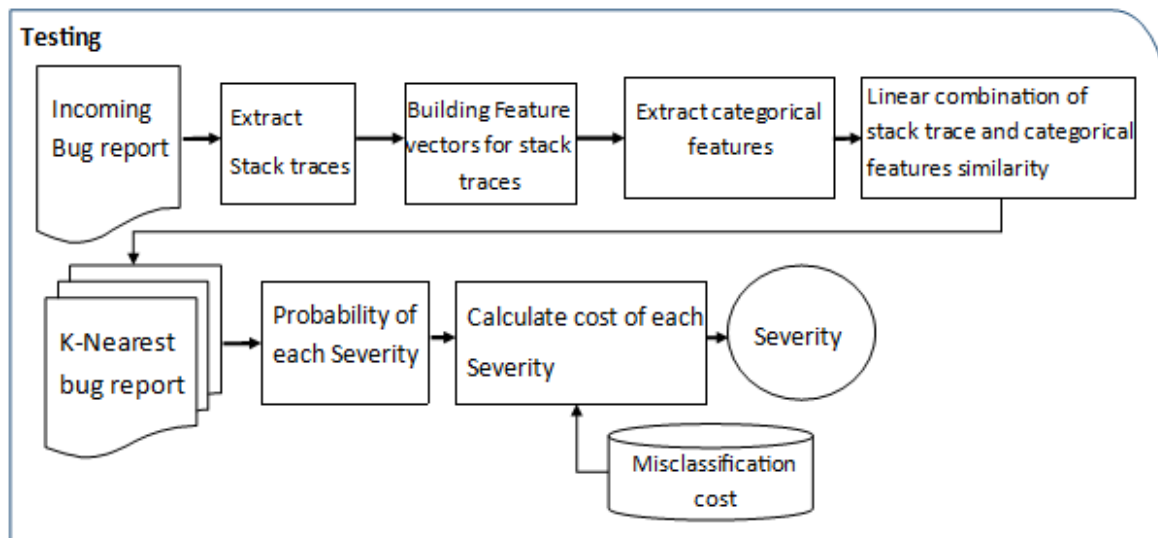 Testing
Incoming
Bug report
Extract
Stack traces
Building Feature
vectors for stack
traces
Extract categorical
features
Linear combination of
stack trace and categorical
features similarity
K-Nearest
bug report
Probability of
each Severity
Calculate cost of each
Severity
Severity
Misclassification
cost